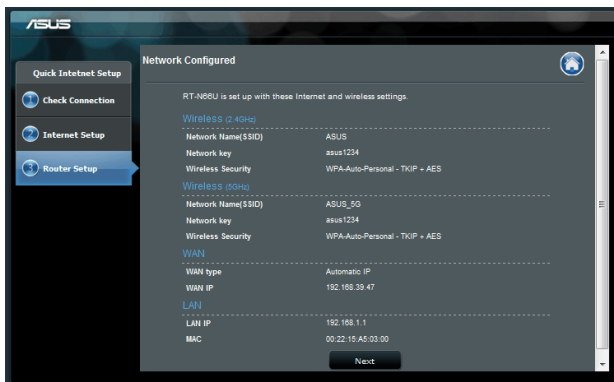 ASUS
Quick Intetnet Setup
1 Check Connection
2 Internet Setup
3 Router Setup
Network Configured
RT-N66U is set up with these Internet and wireless settings.
Wireless (2.4GHz)
Network Name(SSID) ASUS
Network key asus1234
Wireless Security WPA-Auto-Personal - TKIP + AES
Wireless (5GHz)
Network Name(SSID) ASUS_5G
Network key asus1234
Wireless Security WPA-Auto-Personal - TKIP + AES
WAN
WAN type Automatic IP
WAN IP 192.168.39.47
LAN
LAN IP 192.168.1.1
MAC 00:22:15:A5:03:00
Next